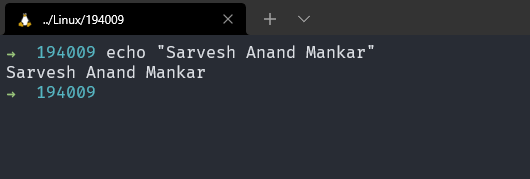 ../Linux/194009
→ 194009 echo "Sarvesh Anand Mankar"
Sarvesh Anand Mankar
→ 194009